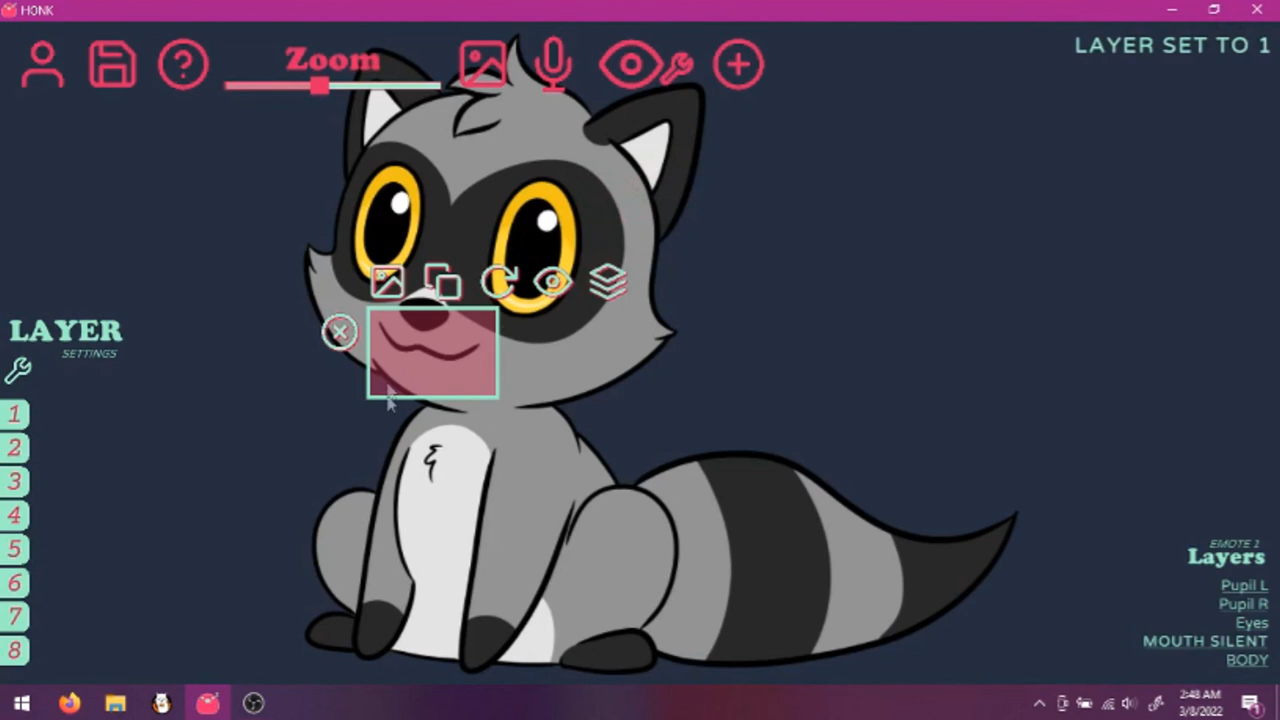 HONK
Zoom
LAYER SET TO 1
LAYER
SETTINGS
1
2
3
4
5
6
7
8
EMOTE 1
Layers
Pupil L
Pupil R
Eyes
MOUTH SILENT
BODY
2:48 AM
3/8/2022
1